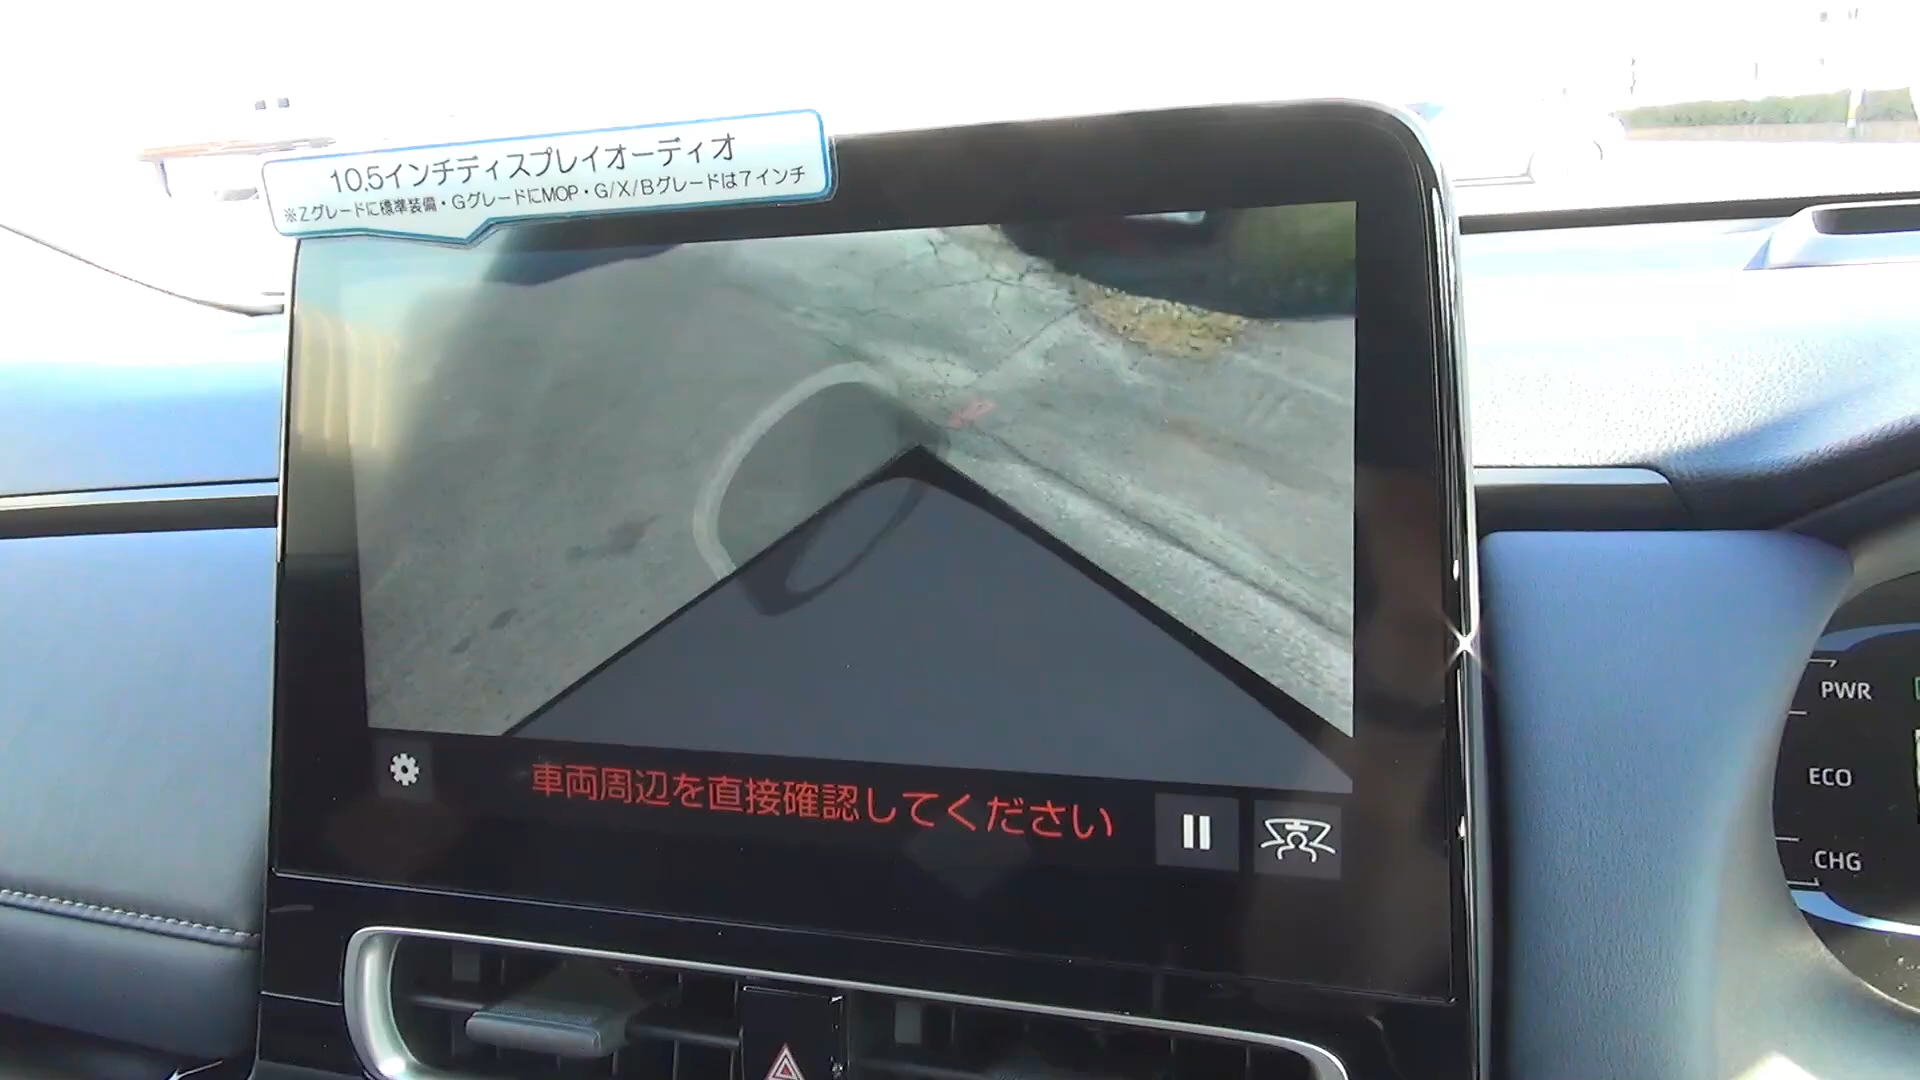 10.5インチディスプレイオーディオ
※Zグレードに標準装備・GグレードにMOP・G/X/Bグレードは7インチ
車両周辺を直接確認してください
PWR
ECO
CHG